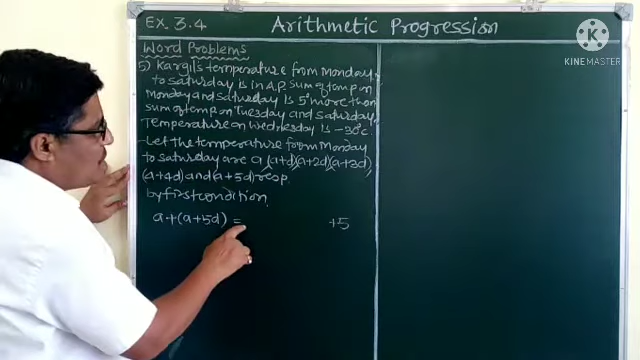 Ex. 3.4
Arithmetic Progression
Word Problems
5) Kargil's temperature from Monday
to saturday is in A.P. sum of temp on
Monday and saturday is 5° more than
sum of temp on Tuesday and saturday.
Temperature on Wednesday is -30°c.
Let the temperature from Monday
to saturday are a, (a+d)(a+2d)(a+3d),
(a+4d) and (a+5d) resp.
by first condition
a+(a+5d) = +5
KINEMASTER